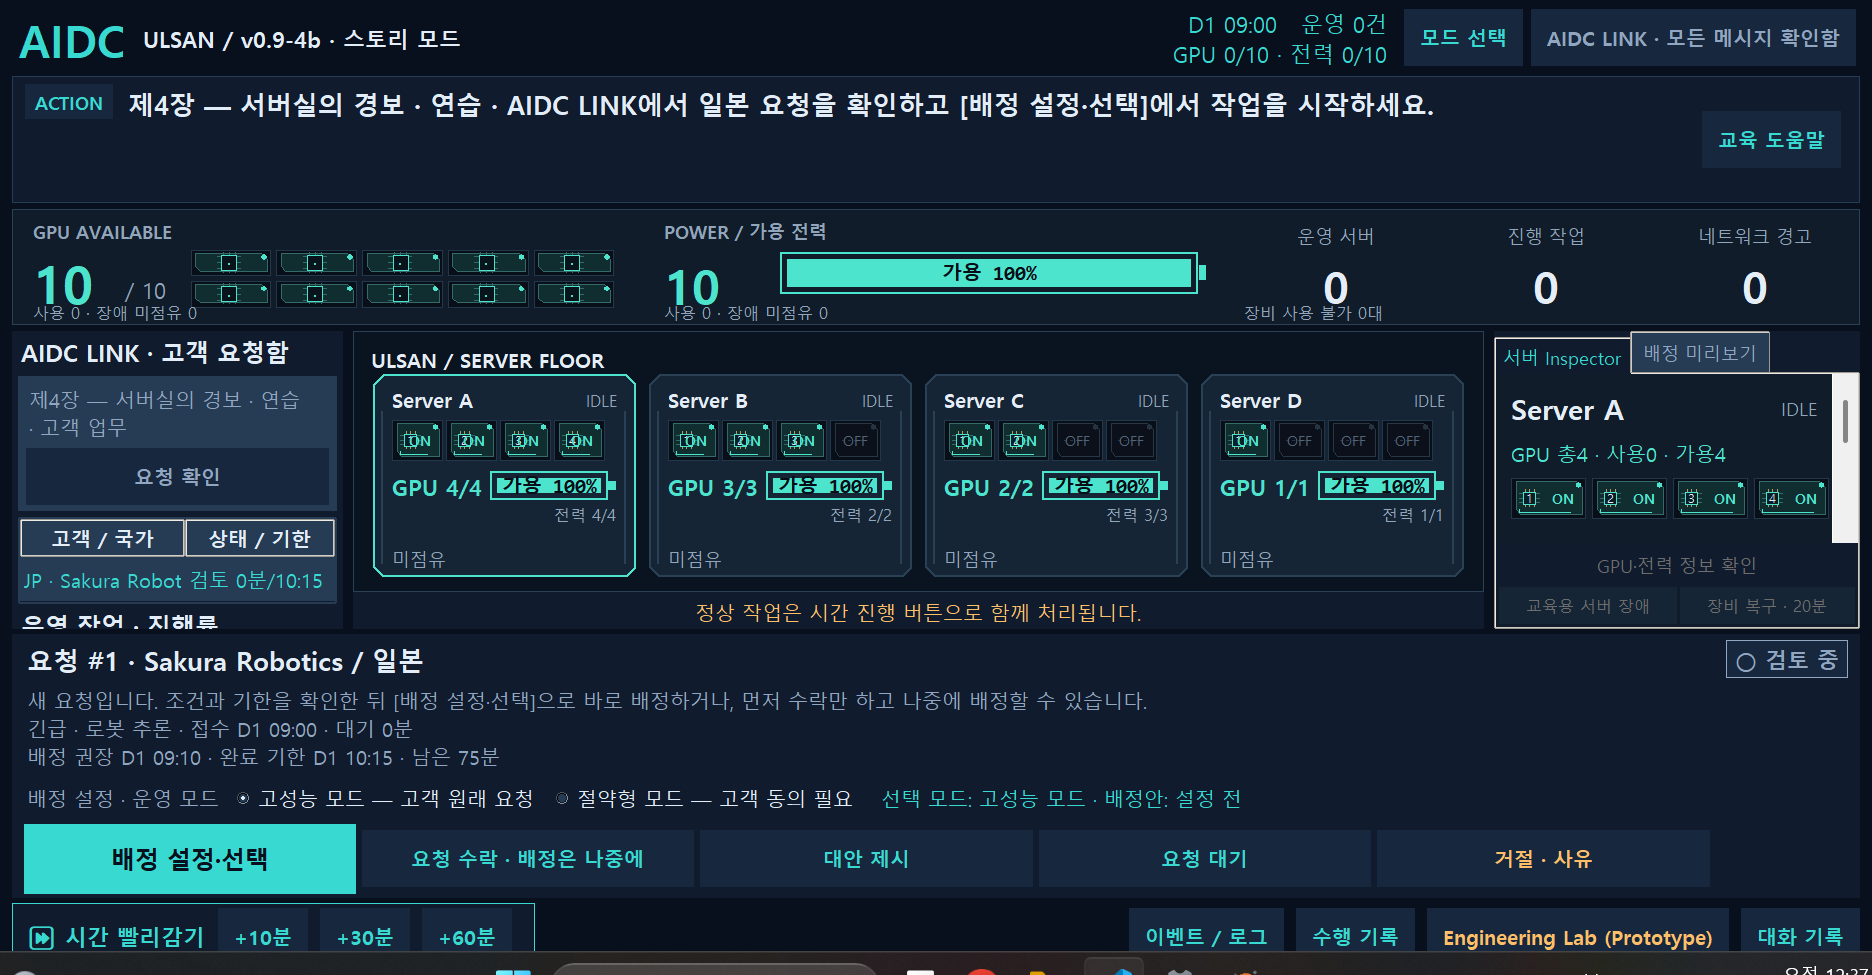 AIDC ULSAN / v0.9-4b · 스토리 모드
D1 09:00 운영 0건
GPU 0/10 · 전력 0/10
모드 선택
AIDC LINK · 모든 메시지 확인함
ACTION 제4장 — 서버실의 경보 · 연습 · AIDC LINK에서 일본 요청을 확인하고 [배정 설정·선택]에서 작업을 시작하세요.
교육 도움말
GPU AVAILABLE
10 / 10
사용 0 · 장애 미점유 0
POWER / 가용 전력
10
가용 100%
사용 0 · 장애 미점유 0
운영 서버
0
장비 사용 불가 0대
진행 작업
0
네트워크 경고
0
AIDC LINK · 고객 요청함
제4장 — 서버실의 경보 · 연습
· 고객 업무
요청 확인
고객 / 국가 상태 / 기한
JP · Sakura Robot 검토 0분/10:15
운영 작업 · 진행률
ULSAN / SERVER FLOOR
Server A IDLE
1 ON 2 ON 3 ON 4 ON
GPU 4/4 가용 100%
전력 4/4
미점유
Server B IDLE
1 ON 2 ON 3 ON OFF
GPU 3/3 가용 100%
전력 2/2
미점유
Server C IDLE
1 ON 2 ON OFF OFF
GPU 2/2 가용 100%
전력 3/3
미점유
Server D IDLE
1 ON OFF OFF OFF
GPU 1/1 가용 100%
전력 1/1
미점유
정상 작업은 시간 진행 버튼으로 함께 처리됩니다.
서버 Inspector 배정 미리보기
Server A IDLE
GPU 총4 · 사용0 · 가용4
1 ON 2 ON 3 ON 4 ON
GPU·전력 정보 확인
교육용 서버 장애 장비 복구 · 20분
요청 #1 · Sakura Robotics / 일본
○ 검토 중
새 요청입니다. 조건과 기한을 확인한 뒤 [배정 설정·선택]으로 바로 배정하거나, 먼저 수락만 하고 나중에 배정할 수 있습니다.
긴급 · 로봇 추론 · 접수 D1 09:00 · 대기 0분
배정 권장 D1 09:10 · 완료 기한 D1 10:15 · 남은 75분
배정 설정 · 운영 모드 고성능 모드 — 고객 원래 요청 절약형 모드 — 고객 동의 필요 선택 모드: 고성능 모드 · 배정안: 설정 전
배정 설정·선택 요청 수락 · 배정은 나중에 대안 제시 요청 대기 거절 · 사유
시간 빨리감기 +10분 +30분 +60분
이벤트 / 로그 수행 기록 Engineering Lab (Prototype) 대화 기록
오전 12:27